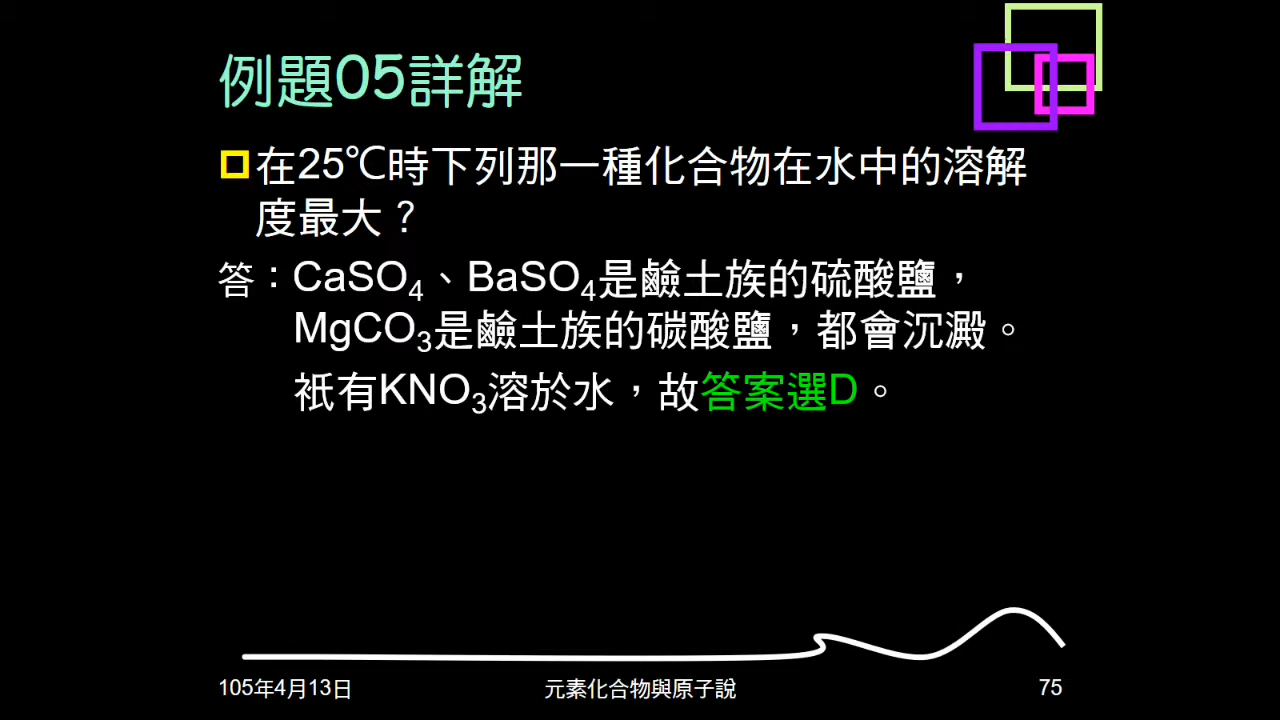 例題05詳解
在25℃時下列那一種化合物在水中的溶解
度最大？
答：CaSO₄、BaSO₄是鹼土族的硫酸鹽，
MgCO₃是鹼土族的碳酸鹽，都會沉澱。
祇有KNO₃溶於水，故答案選D。
105年4月13日
元素化合物與原子說
75